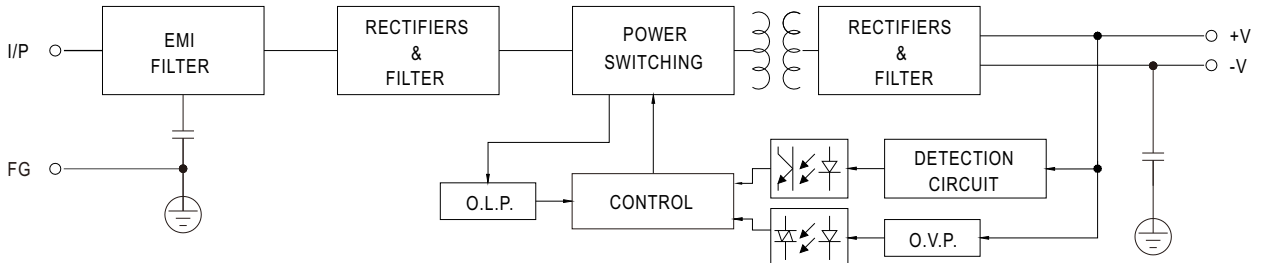 I/P
EMI
FILTER
RECTIFIERS
&
FILTER
POWER
SWITCHING
RECTIFIERS
&
FILTER
+V
-V
FG
O.L.P.
CONTROL
DETECTION
CIRCUIT
O.V.P.